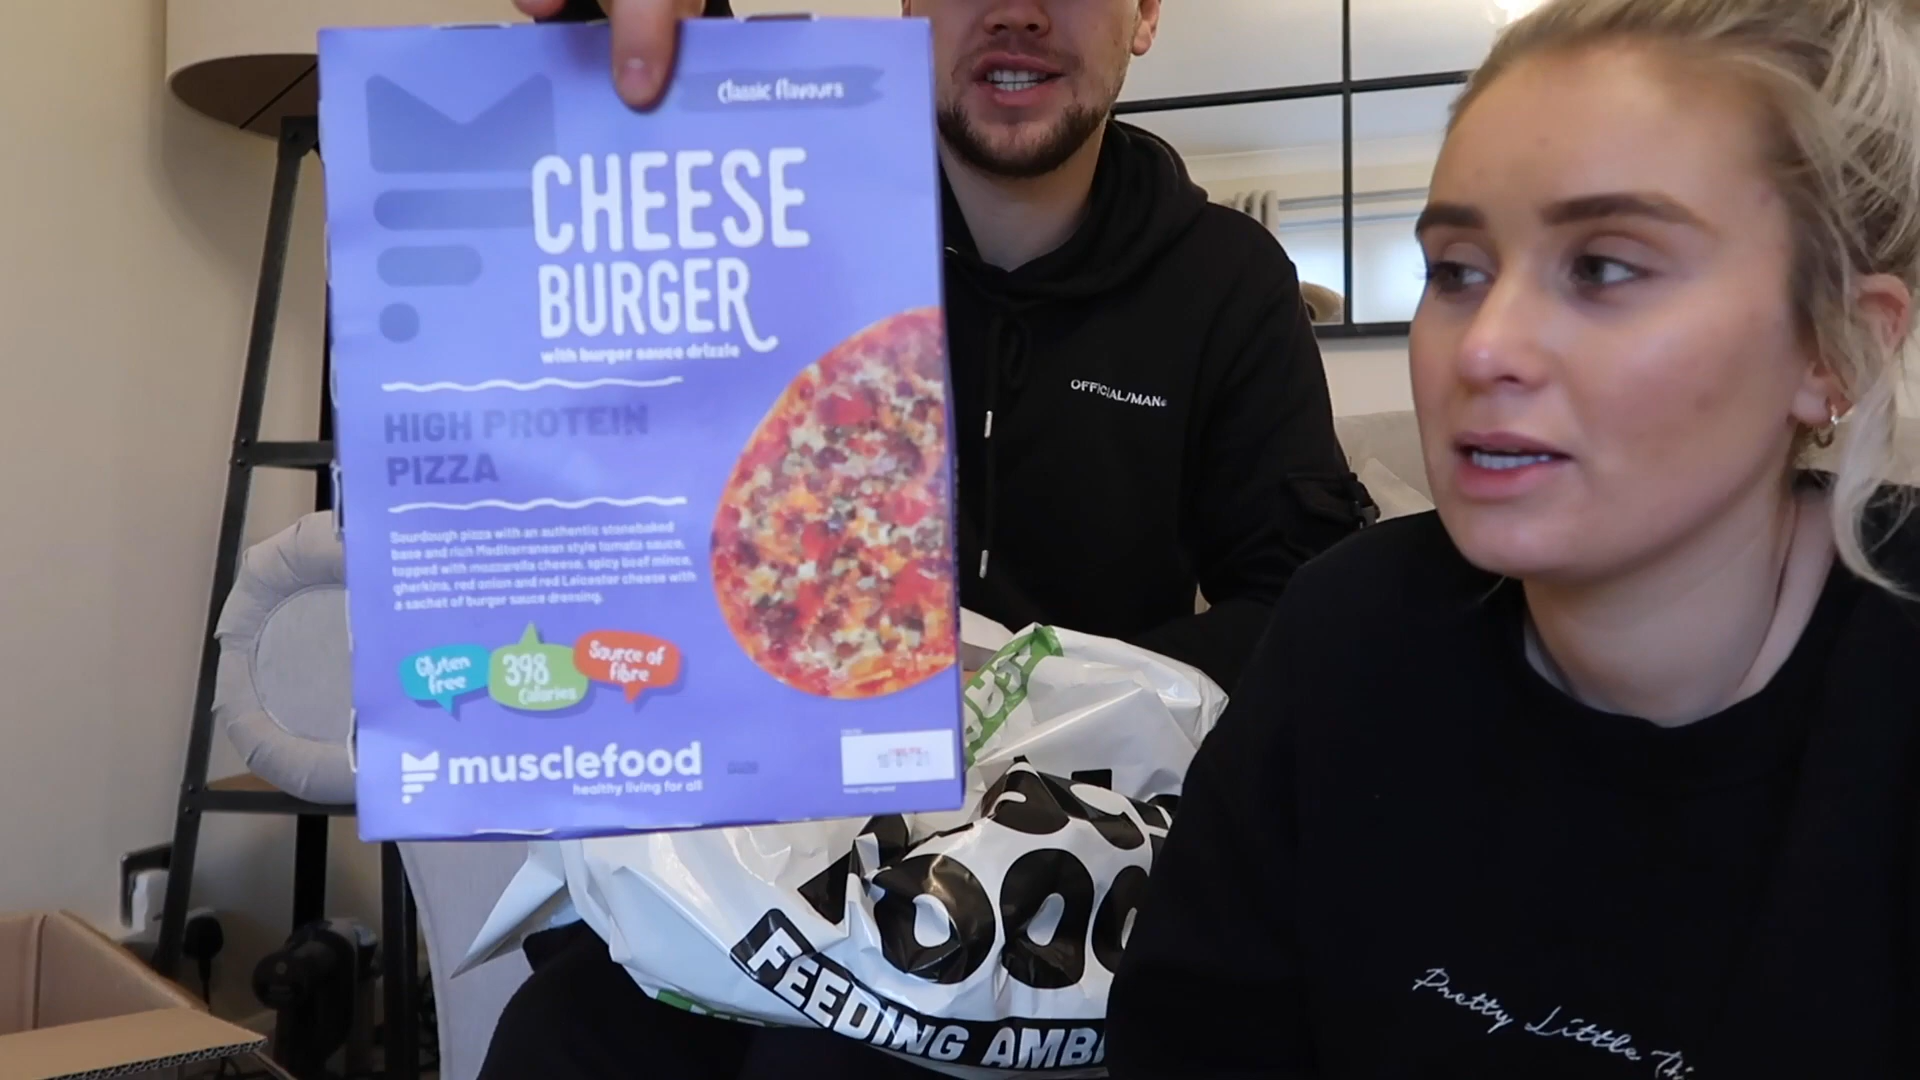 Classic flavours
CHEESE
BURGER
with burger sauce drizzle
HIGH PROTEIN
PIZZA
Sourdough pizza with an authentic stonebaked
base and rich Mediterranean style tomato sauce,
topped with mozzarella cheese, spicy beef mince,
gherkins, red onion and red Leicester cheese with
a sachet of burger sauce dressing.
Gluten
free
398
Calories
Source of
fibre
musclefood
healthy living for all
OFFICIAL/MAN
FEEDING AMBI
Pretty Little Thi